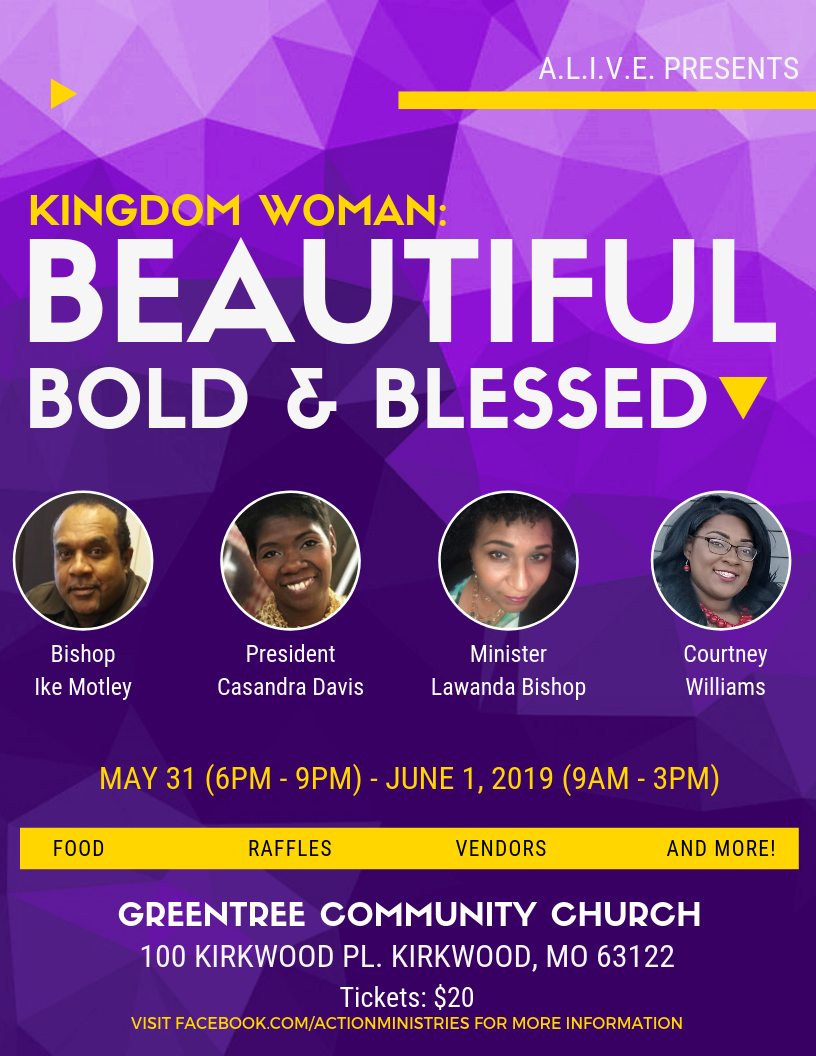 A.L.I.V.E. PRESENTS
KINGDOM WOMAN:
BEAUTIFUL
BOLD & BLESSED
Bishop
Ike Motley
President
Casandra Davis
Minister
Lawanda Bishop
Courtney
Williams
MAY 31 (6PM - 9PM) - JUNE 1, 2019 (9AM - 3PM)
FOOD RAFFLES VENDORS AND MORE!
GREENTREE COMMUNITY CHURCH
100 KIRKWOOD PL. KIRKWOOD, MO 63122
Tickets: $20
VISIT FACEBOOK.COM/ACTIONMINISTRIES FOR MORE INFORMATION